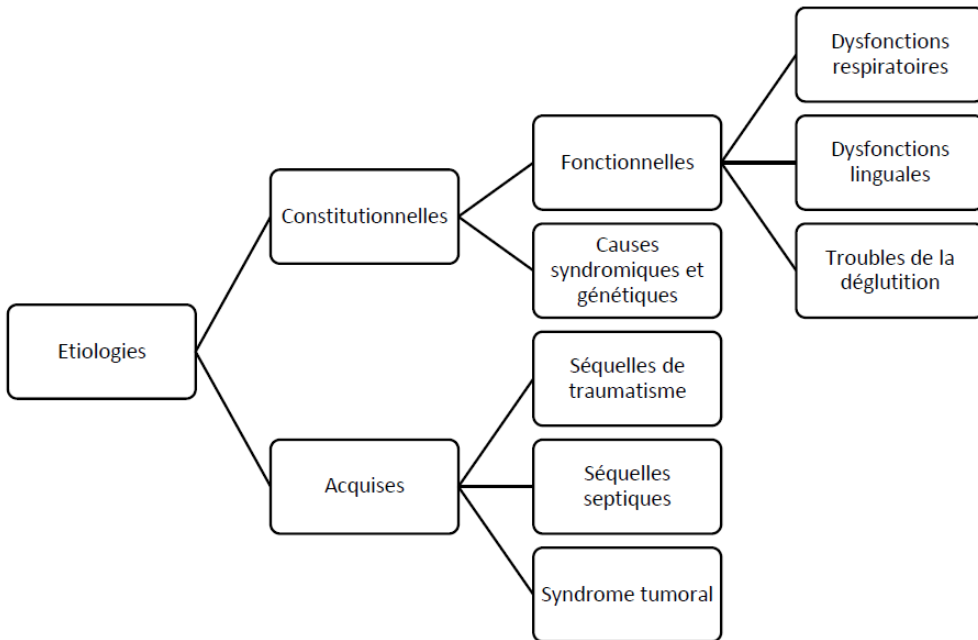 Etiologies
Constitutionnelles
Fonctionnelles
Dysfonctions
respiratoires
Dysfonctions
linguales
Troubles de la
déglutition
Causes
syndromiques et
génétiques
Acquises
Séquelles de
traumatisme
Séquelles
septiques
Syndrome tumoral